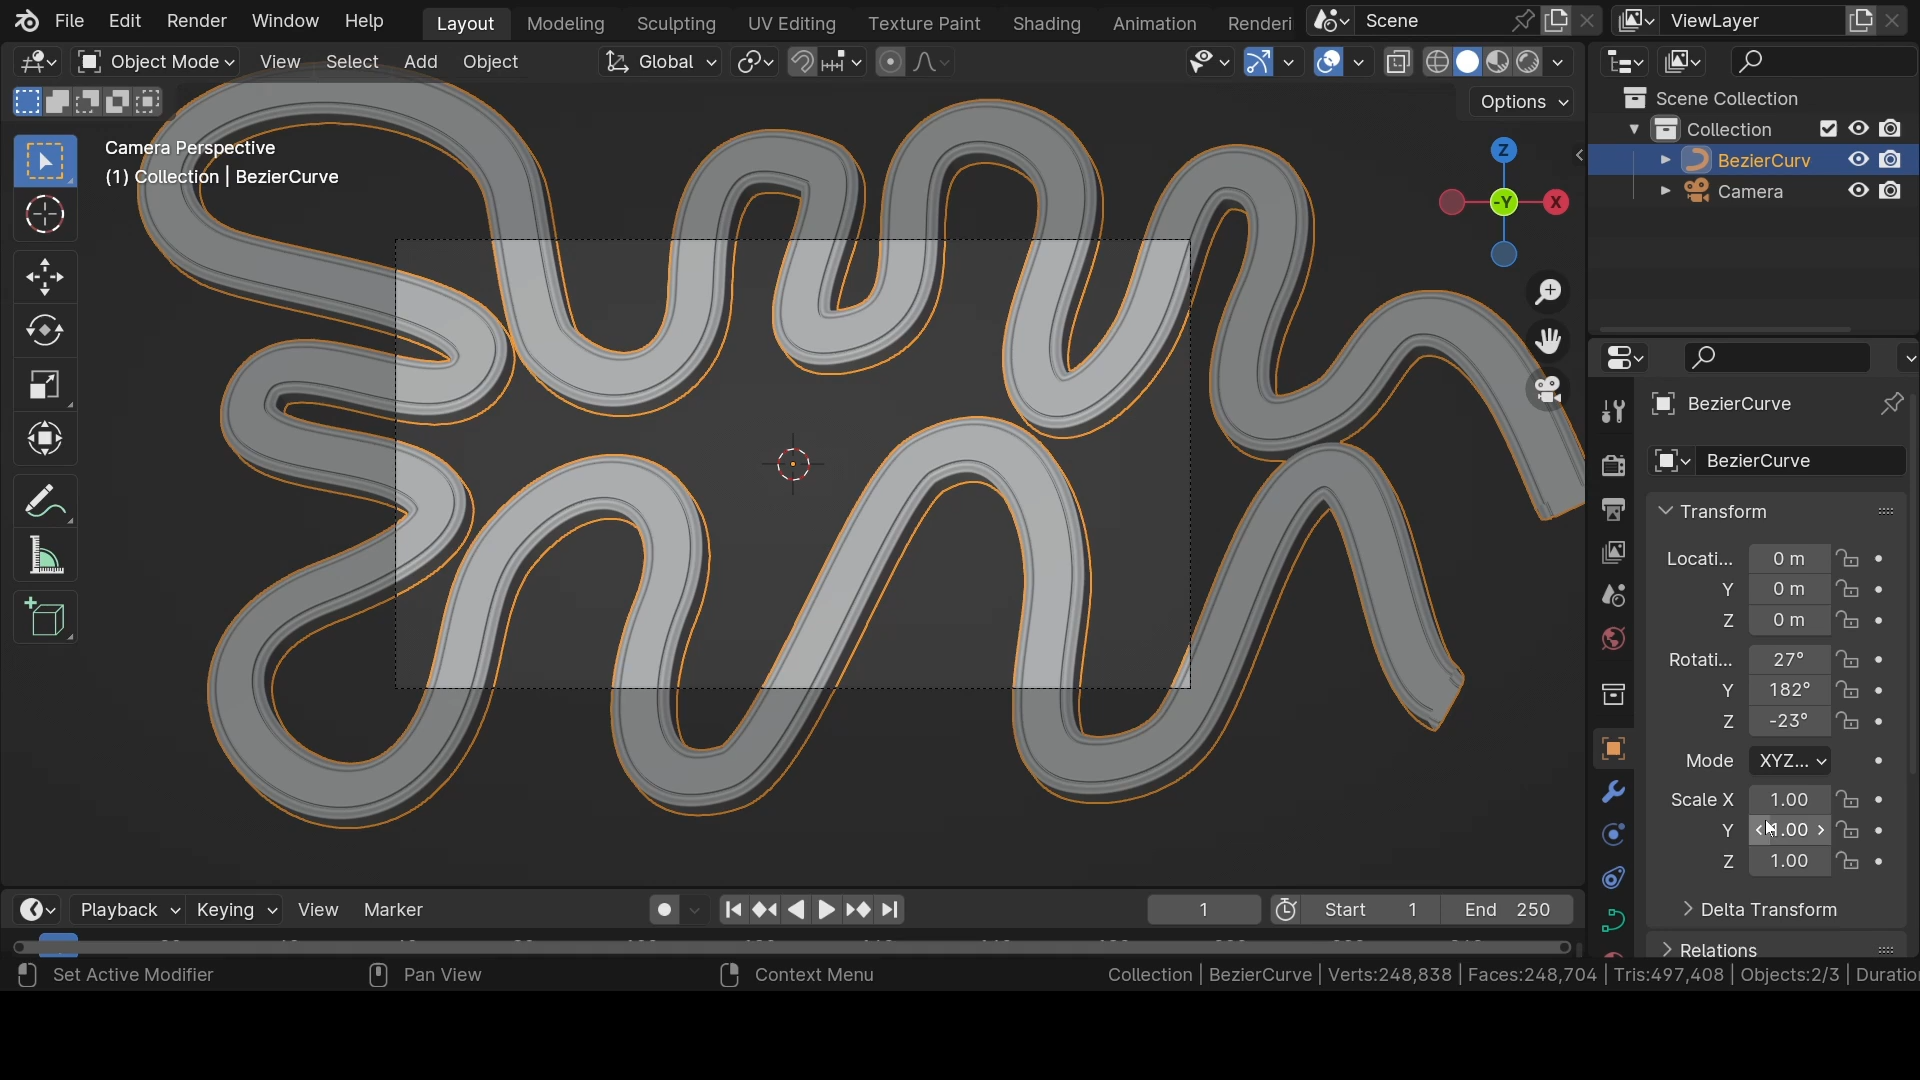 File Edit Render Window Help Layout Modeling Sculpting UV Editing Texture Paint Shading Animation Renderi Scene ViewLayer
Object Mode View Select Add Object Global
Options
Camera Perspective
(1) Collection | BezierCurve
Z
-Y
X
Scene Collection
Collection
BezierCurv
Camera
BezierCurve
BezierCurve
Transform
Locati... 0 m
Y 0 m
Z 0 m
Rotati... 27°
Y 182°
Z -23°
Mode XYZ...
Scale X 1.00
Y 1.00
Z 1.00
Delta Transform
Relations
Playback Keying View Marker 1 Start 1 End 250
Set Active Modifier Pan View Context Menu Collection | BezierCurve | Verts:248,838 | Faces:248,704 | Tris:497,408 | Objects:2/3 | Duratio